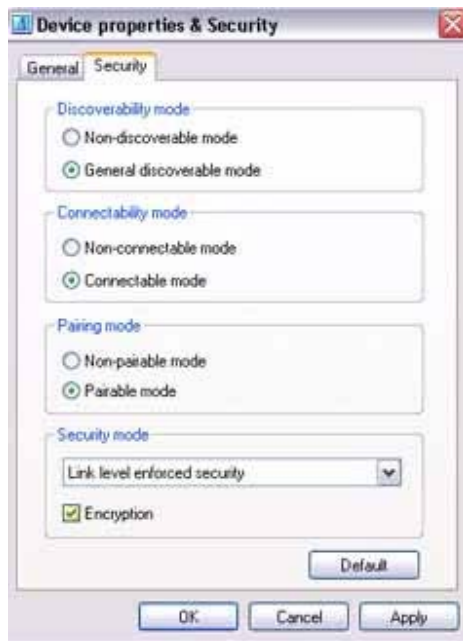 Device properties & Security
General Security
Discoverability mode
Non-discoverable mode
General discoverable mode
Connectability mode
Non-connectable mode
Connectable mode
Pairing mode
Non-pairable mode
Pairable mode
Security mode
Link level enforced security
Encryption
Default
OK Cancel Apply